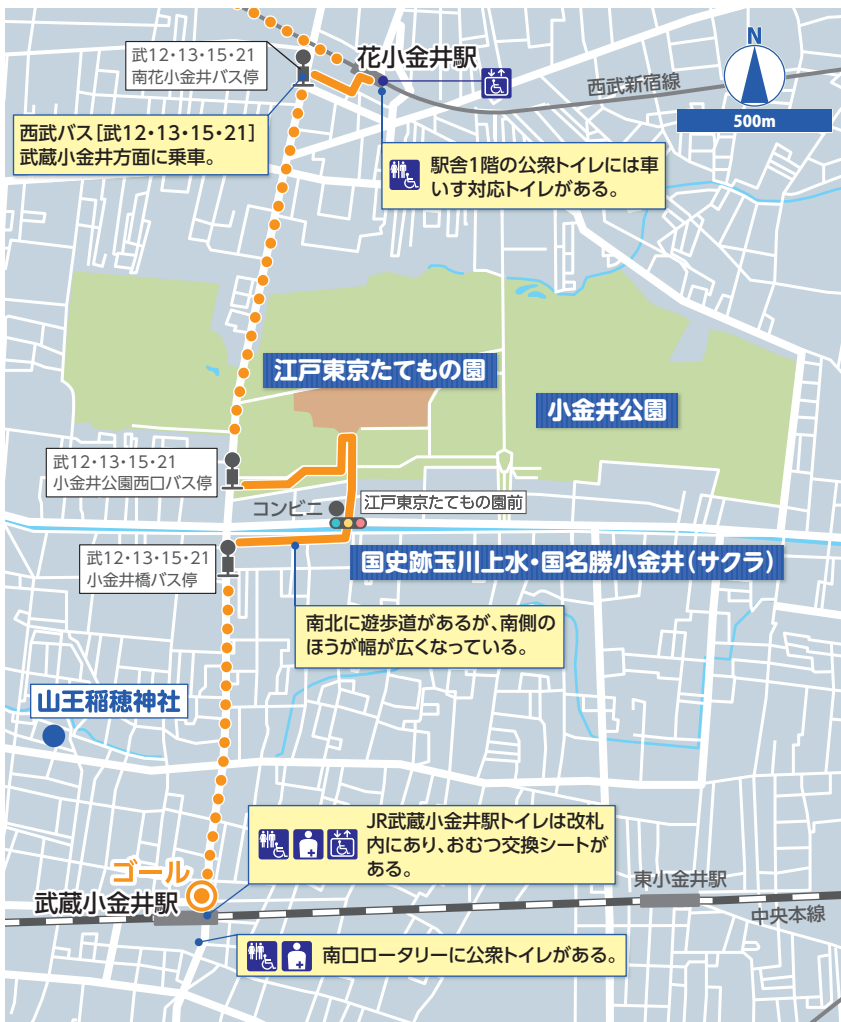 武12・13・15・21
南花小金井バス停
花小金井駅
西武新宿線
N
500m
西武バス[武12・13・15・21]
武蔵小金井方面に乗車。
駅舎1階の公衆トイレには車
いす対応トイレがある。
江戸東京たてもの園
小金井公園
武12・13・15・21
小金井公園西口バス停
コンビニ
江戸東京たてもの園前
武12・13・15・21
小金井橋バス停
国史跡玉川上水・国名勝小金井(サクラ)
南北に遊歩道があるが、南側の
ほうが幅が広くなっている。
山王稲穂神社
JR武蔵小金井駅トイレは改札
内にあり、おむつ交換シートが
ある。
ゴール
武蔵小金井駅
東小金井駅
中央本線
南口ロータリーに公衆トイレがある。